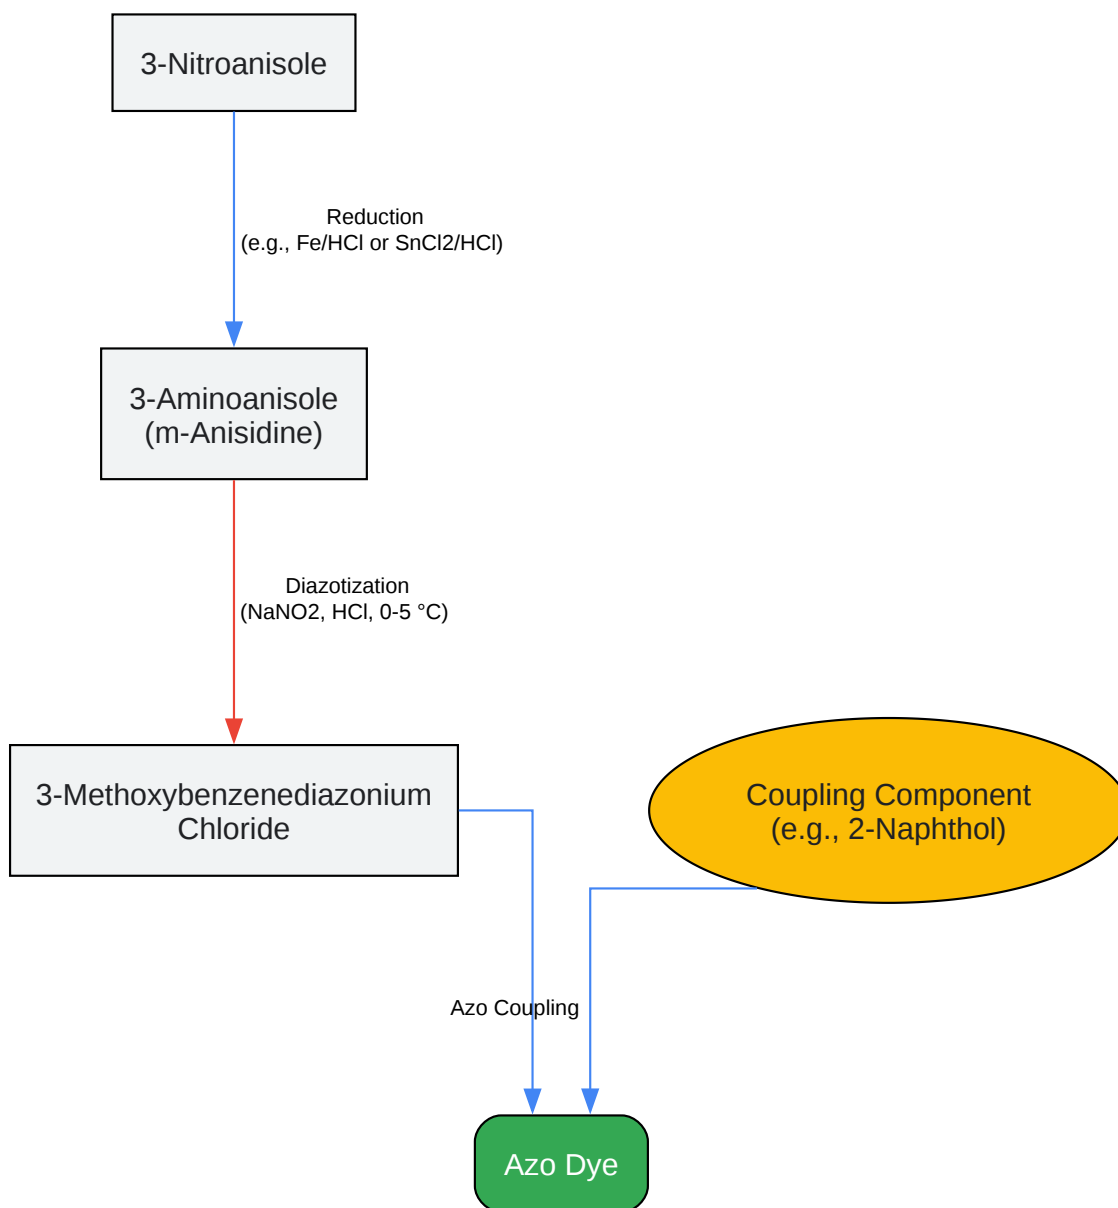 3-Nitroanisole
Reduction
(e.g., Fe/HCl or SnCl2/HCl)
3-Aminoanisole
(m-Anisidine)
Diazotization
(NaNO2, HCl, 0-5 °C)
3-Methoxybenzenediazonium
Chloride
Coupling Component
(e.g., 2-Naphthol)
Azo Coupling
Azo Dye